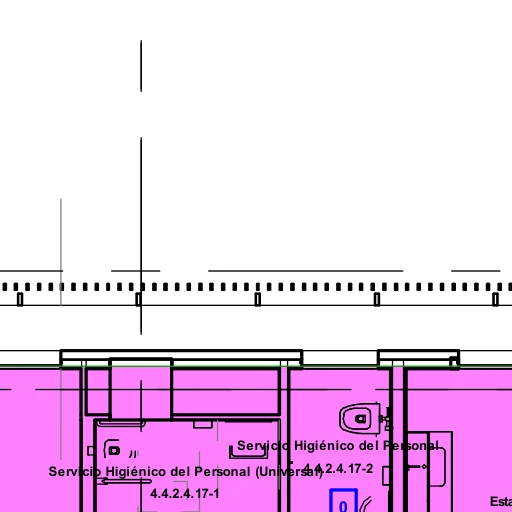 Servicio Higiénico del Personal
4.4.2.4.17-2
Servicio Higiénico del Personal (Universal)
4.4.2.4.17-1
Esta
0